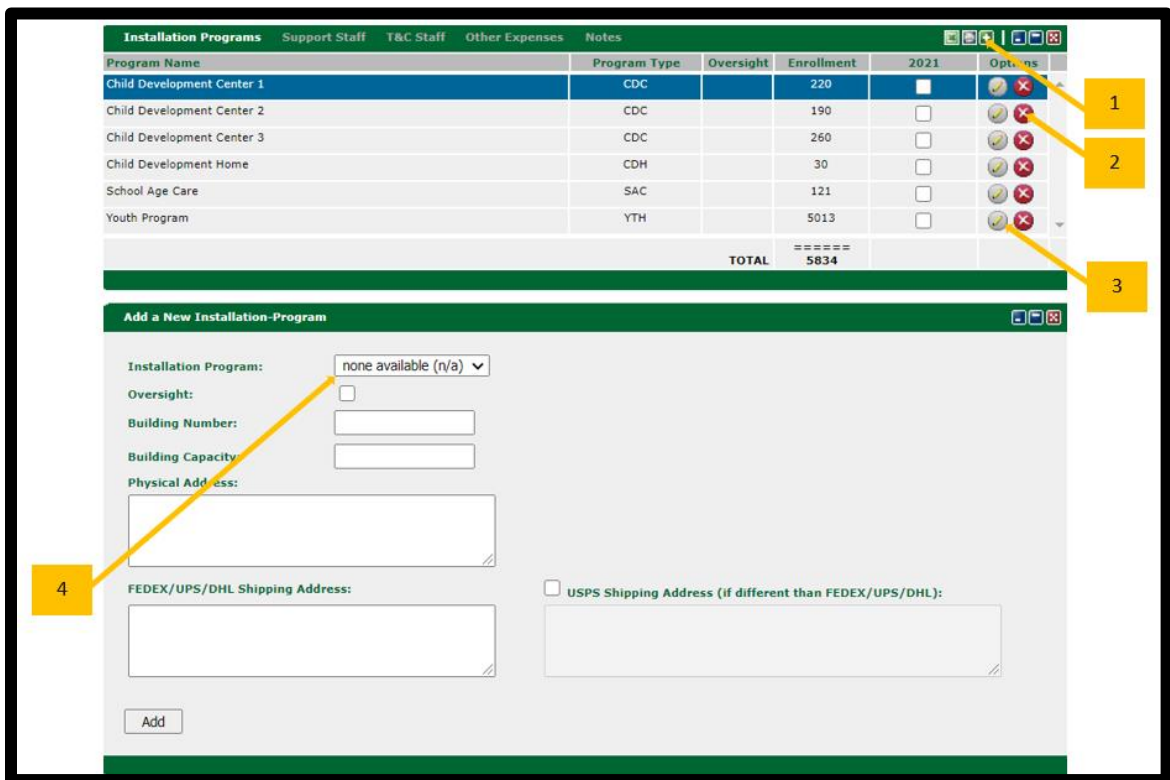 Installation Programs Support Staff T&C Staff Other Expenses Notes
Program Name Program Type Oversight Enrollment 2021 Options
Child Development Center 1 CDC 220
1
Child Development Center 2 CDC 190
Child Development Center 3 CDC 260
2
Child Development Home CDH 30
School Age Care SAC 121
Youth Program YTH 5013
======
TOTAL 5834
3
Add a New Installation-Program
Installation Program: none available (n/a)
Oversight:
Building Number:
Building Capacity:
Physical Address:
4
FEDEX/UPS/DHL Shipping Address: USPS Shipping Address (if different than FEDEX/UPS/DHL):
Add